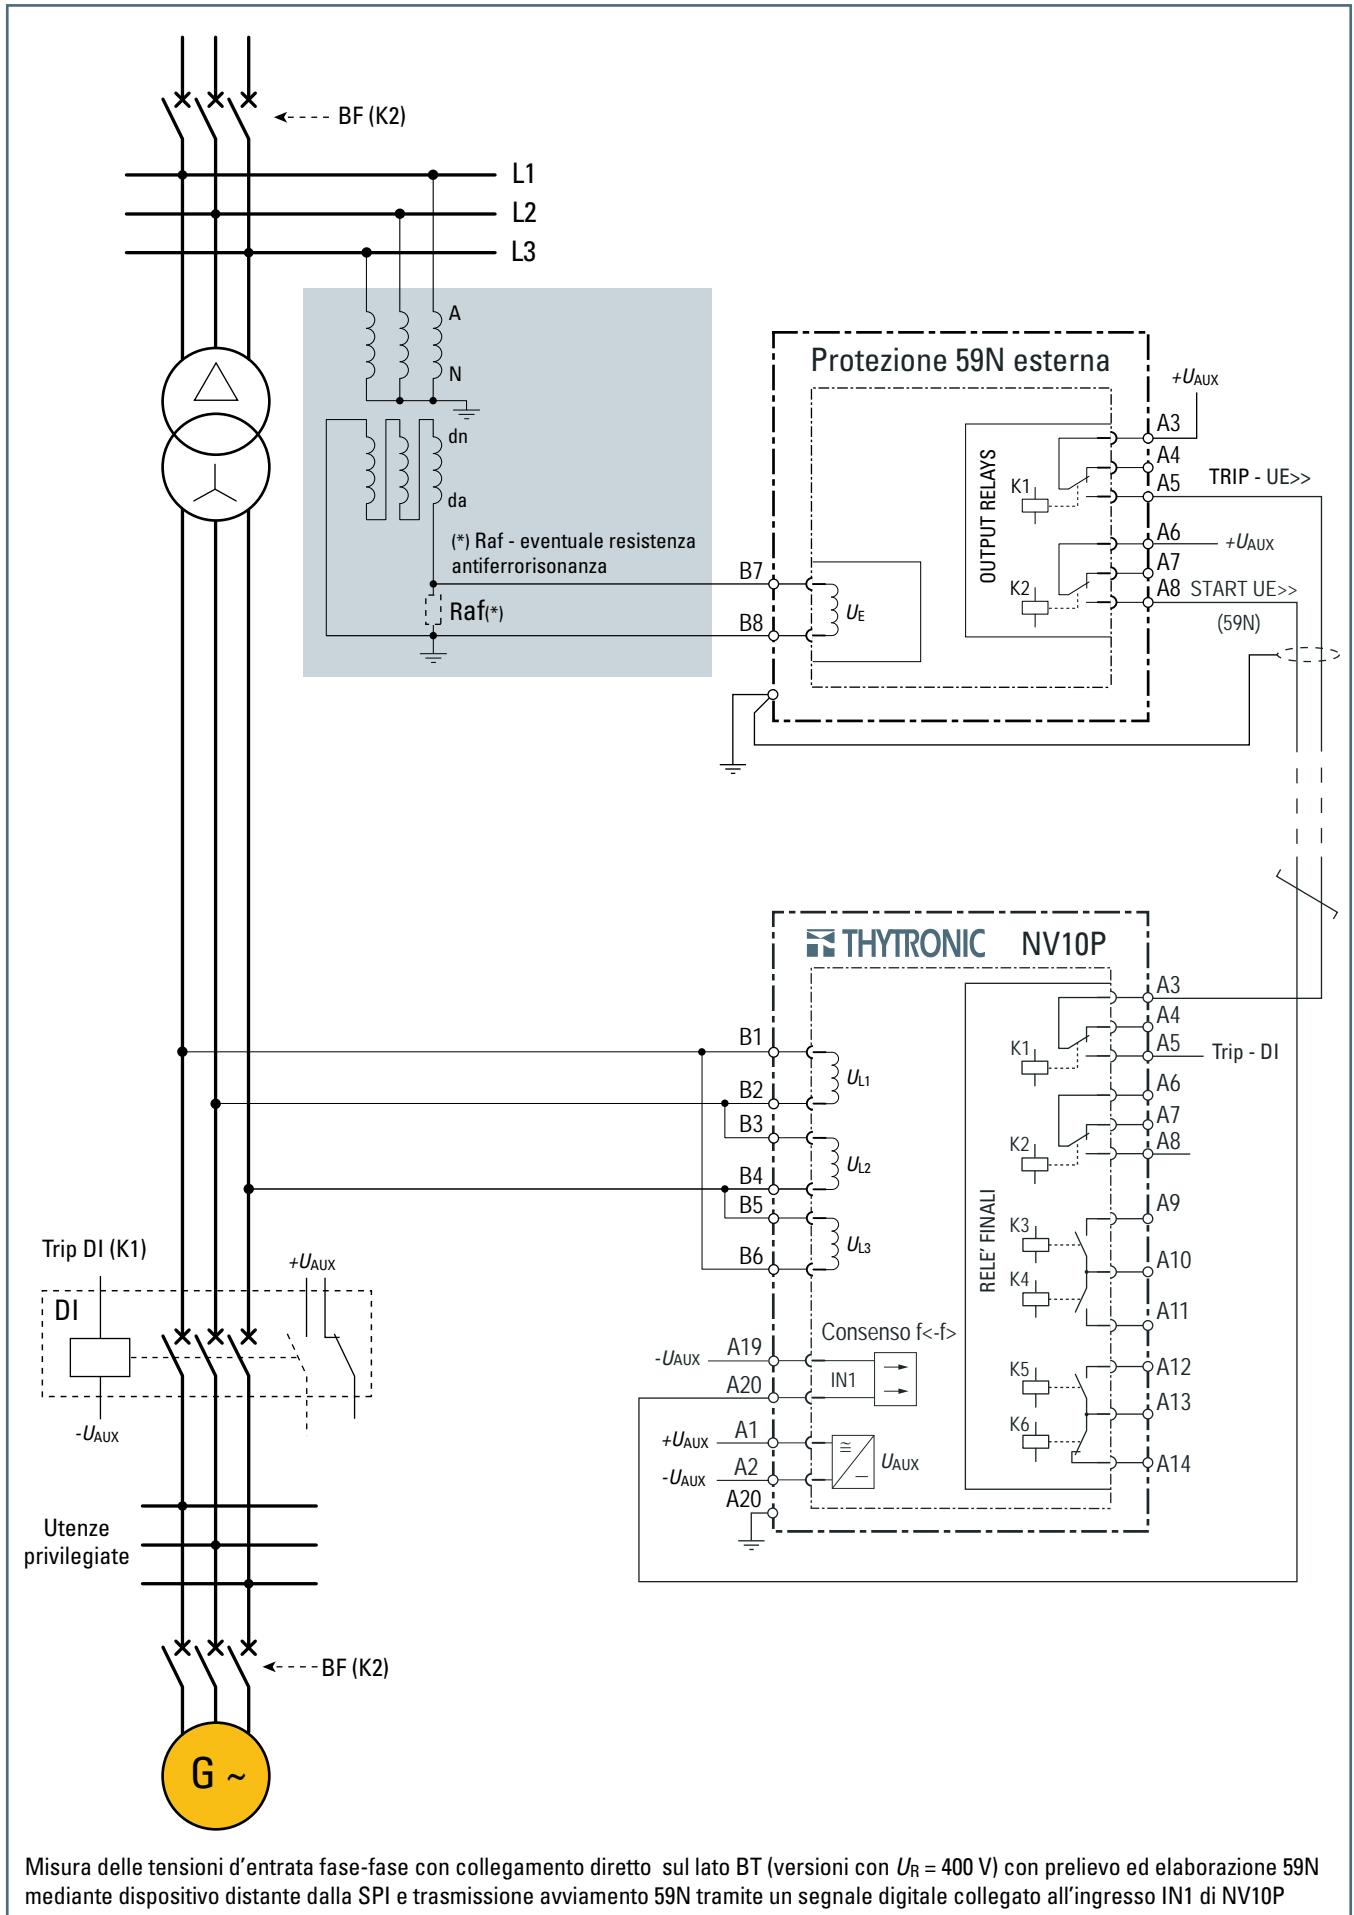 BF (K2)
L1
L2
L3
A
N
dn
da
(*) Raf - eventuale resistenza
antiferrorisonanza
Raf(*)
Protezione 59N esterna
+UAUX
OUTPUT RELAYS
K1
K2
A3
A4
A5
TRIP - UE>>
A6
+UAUX
A7
A8
START UE>>
(59N)
B7
B8
UE
THYTRONIC
NV10P
B1
B2
B3
B4
B5
B6
UL1
UL2
UL3
RELE' FINALI
K1
K2
K3
K4
K5
K6
A3
A4
A5
Trip - DI
A6
A7
A8
A9
A10
A11
A12
A13
A14
Consenso f<-f>
-UAUX
A19
IN1
A20
+UAUX
A1
-UAUX
A2
UAUX
A20
Trip DI (K1)
+UAUX
DI
-UAUX
Utenze
privilegiate
BF (K2)
G ~
Misura delle tensioni d'entrata fase-fase con collegamento diretto sul lato BT (versioni con UR = 400 V) con prelievo ed elaborazione 59N
mediante dispositivo distante dalla SPI e trasmissione avviamento 59N tramite un segnale digitale collegato all'ingresso IN1 di NV10P